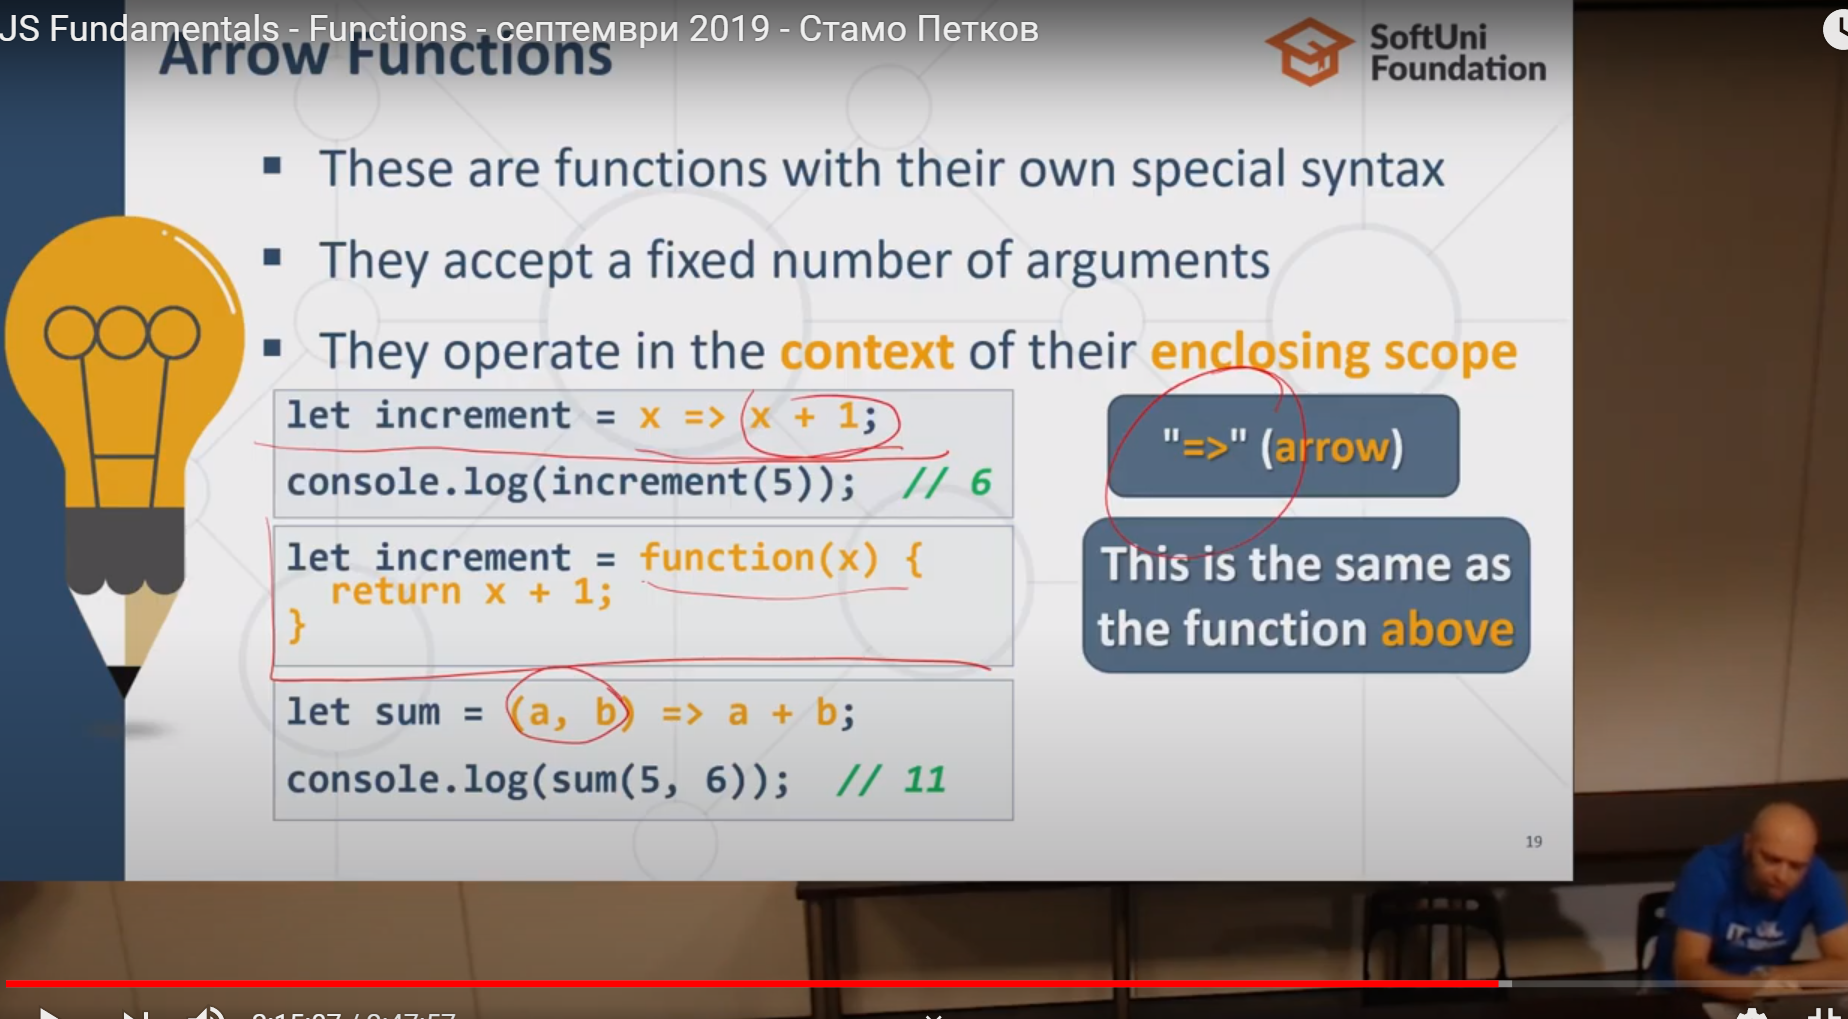 JS Fundamentals - Functions - септември 2019 - Стамо Петков
Arrow Functions
SoftUni
Foundation
These are functions with their own special syntax
They accept a fixed number of arguments
They operate in the context of their enclosing scope
let increment = x => x + 1;
console.log(increment(5)); // 6
"=>" (arrow)
let increment = function(x) {
return x + 1;
}
This is the same as
the function above
let sum = (a, b) => a + b;
console.log(sum(5, 6)); // 11
19